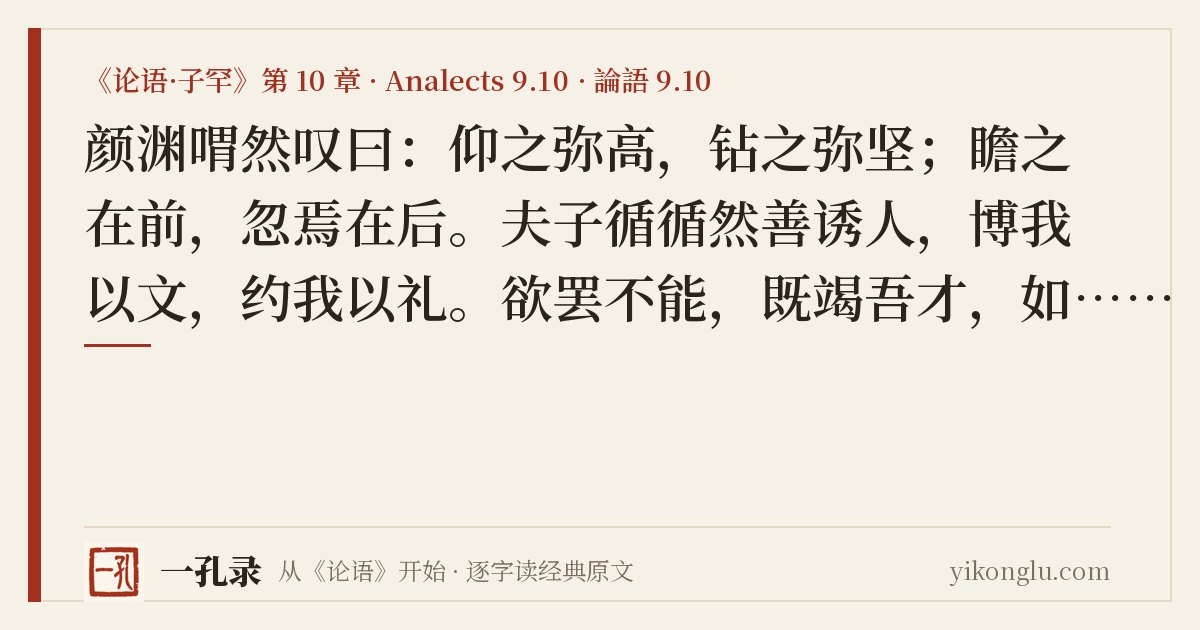 《论语·子罕》第 10 章 · Analects 9.10 · 論語 9.10
颜渊喟然叹曰：仰之弥高，钻之弥坚；瞻之
在前，忽焉在后。夫子循循然善诱人，博我
以文，约我以礼。欲罢不能，既竭吾才，如……
一孔
一孔录 从《论语》开始 · 逐字读经典原文 yikonglu.com